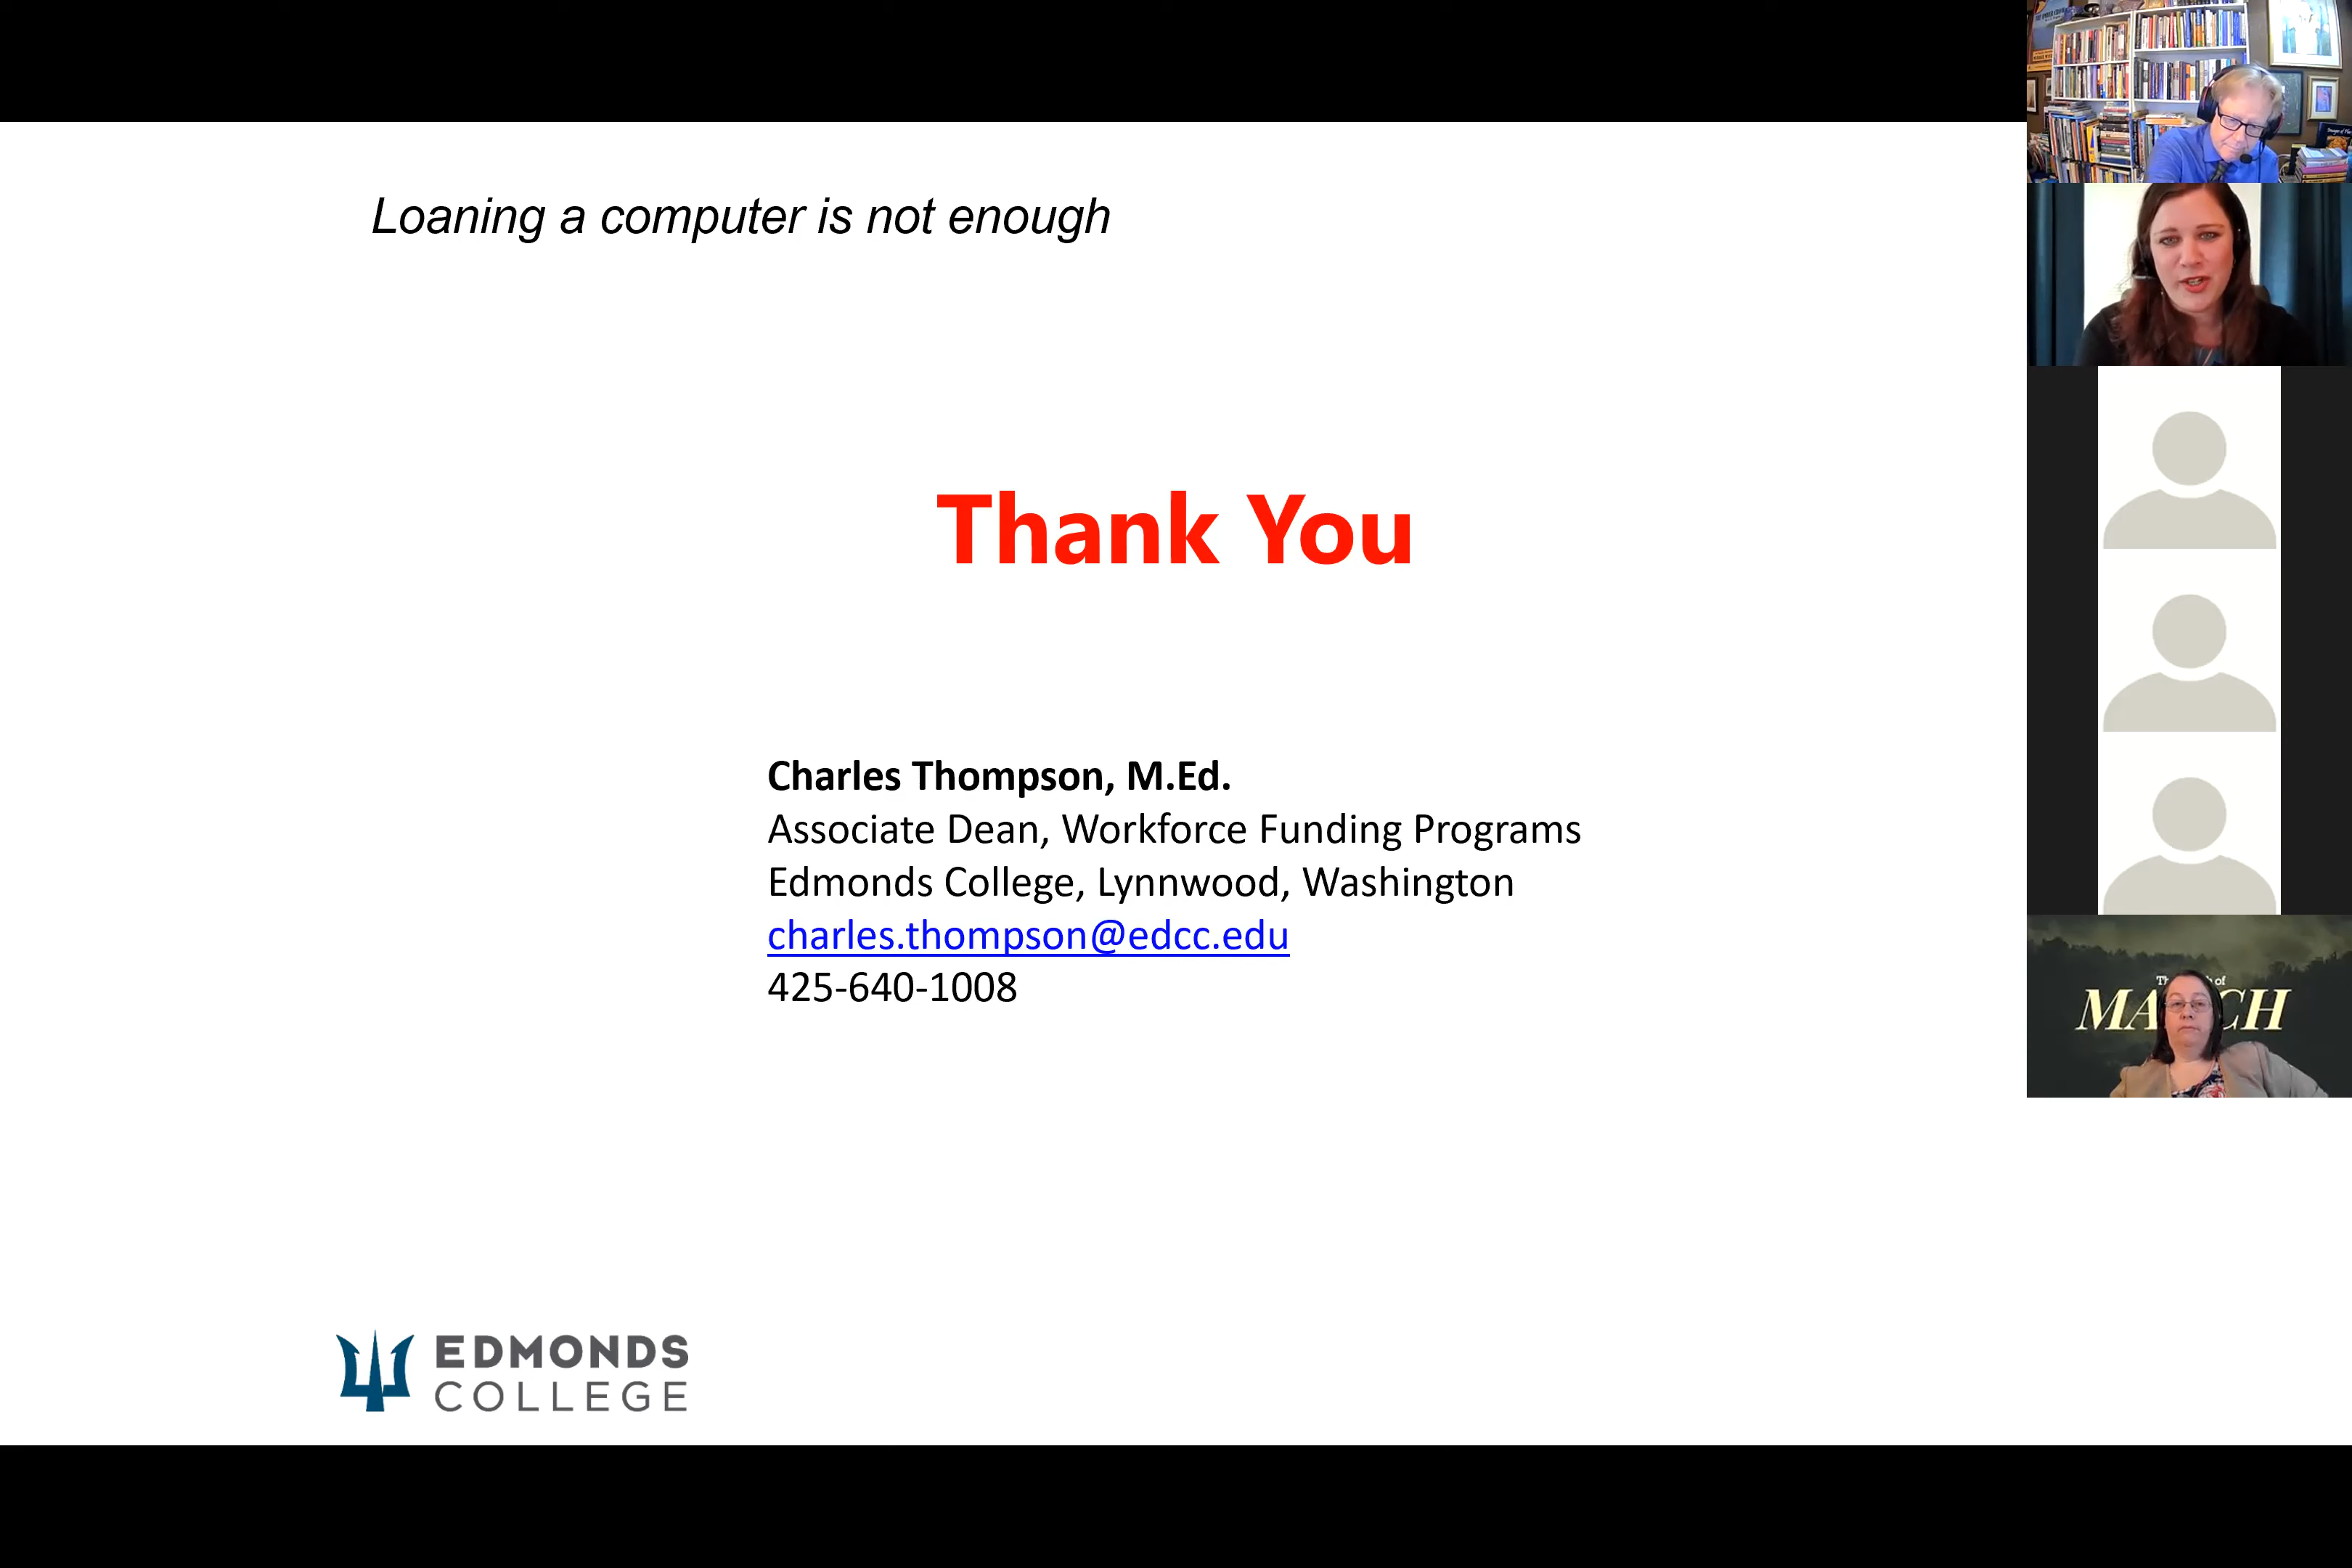 Loaning a computer is not enough
Thank You
Charles Thompson, M.Ed.
Associate Dean, Workforce Funding Programs
Edmonds College, Lynnwood, Washington
charles.thompson@edcc.edu
425-640-1008
EDMONDS
COLLEGE